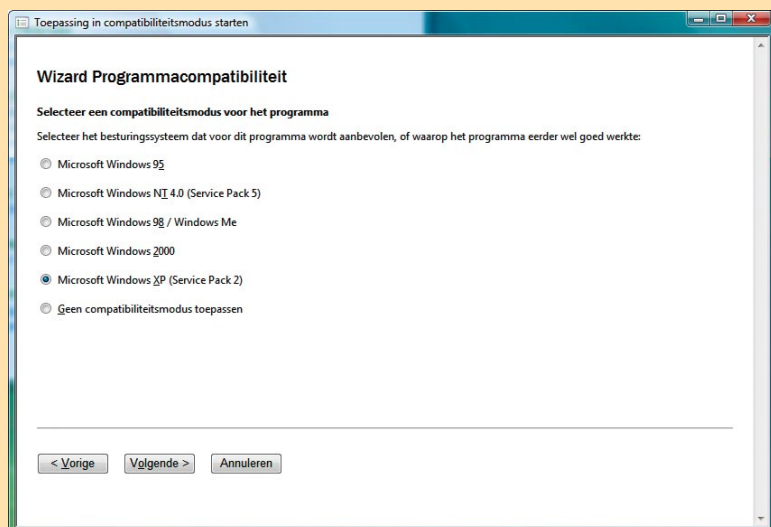 Toepassing in compatibiliteitsmodus starten
Wizard Programmacompatibiliteit
Selecteer een compatibiliteitsmodus voor het programma
Selecteer het besturingssysteem dat voor dit programma wordt aanbevolen, of waarop het programma eerder wel goed werkte:
Microsoft Windows 95
Microsoft Windows NT 4.0 (Service Pack 5)
Microsoft Windows 98 / Windows Me
Microsoft Windows 2000
Microsoft Windows XP (Service Pack 2)
Geen compatibiliteitsmodus toepassen
< Vorige Volgende > Annuleren